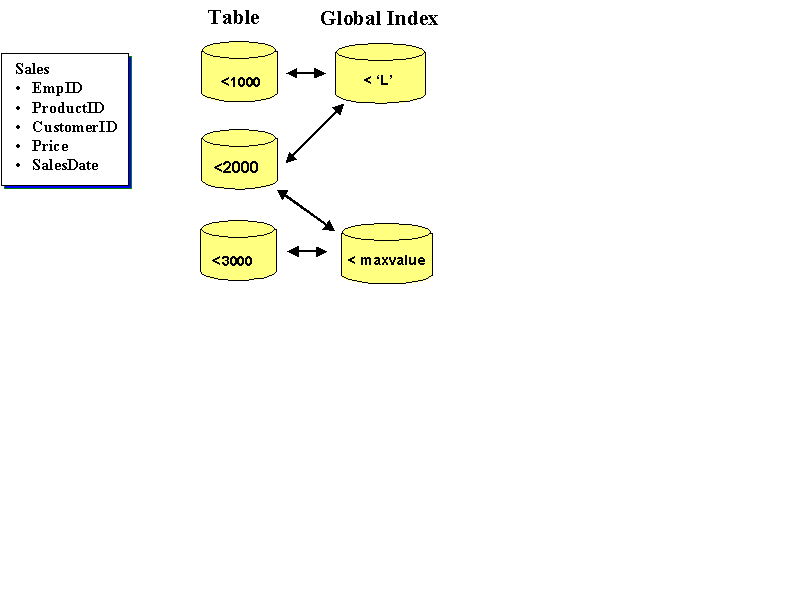 Table
Global Index
Sales
• EmpID
• ProductID
• CustomerID
• Price
• SalesDate
<1000
< ‘L’
<2000
<3000
< maxvalue